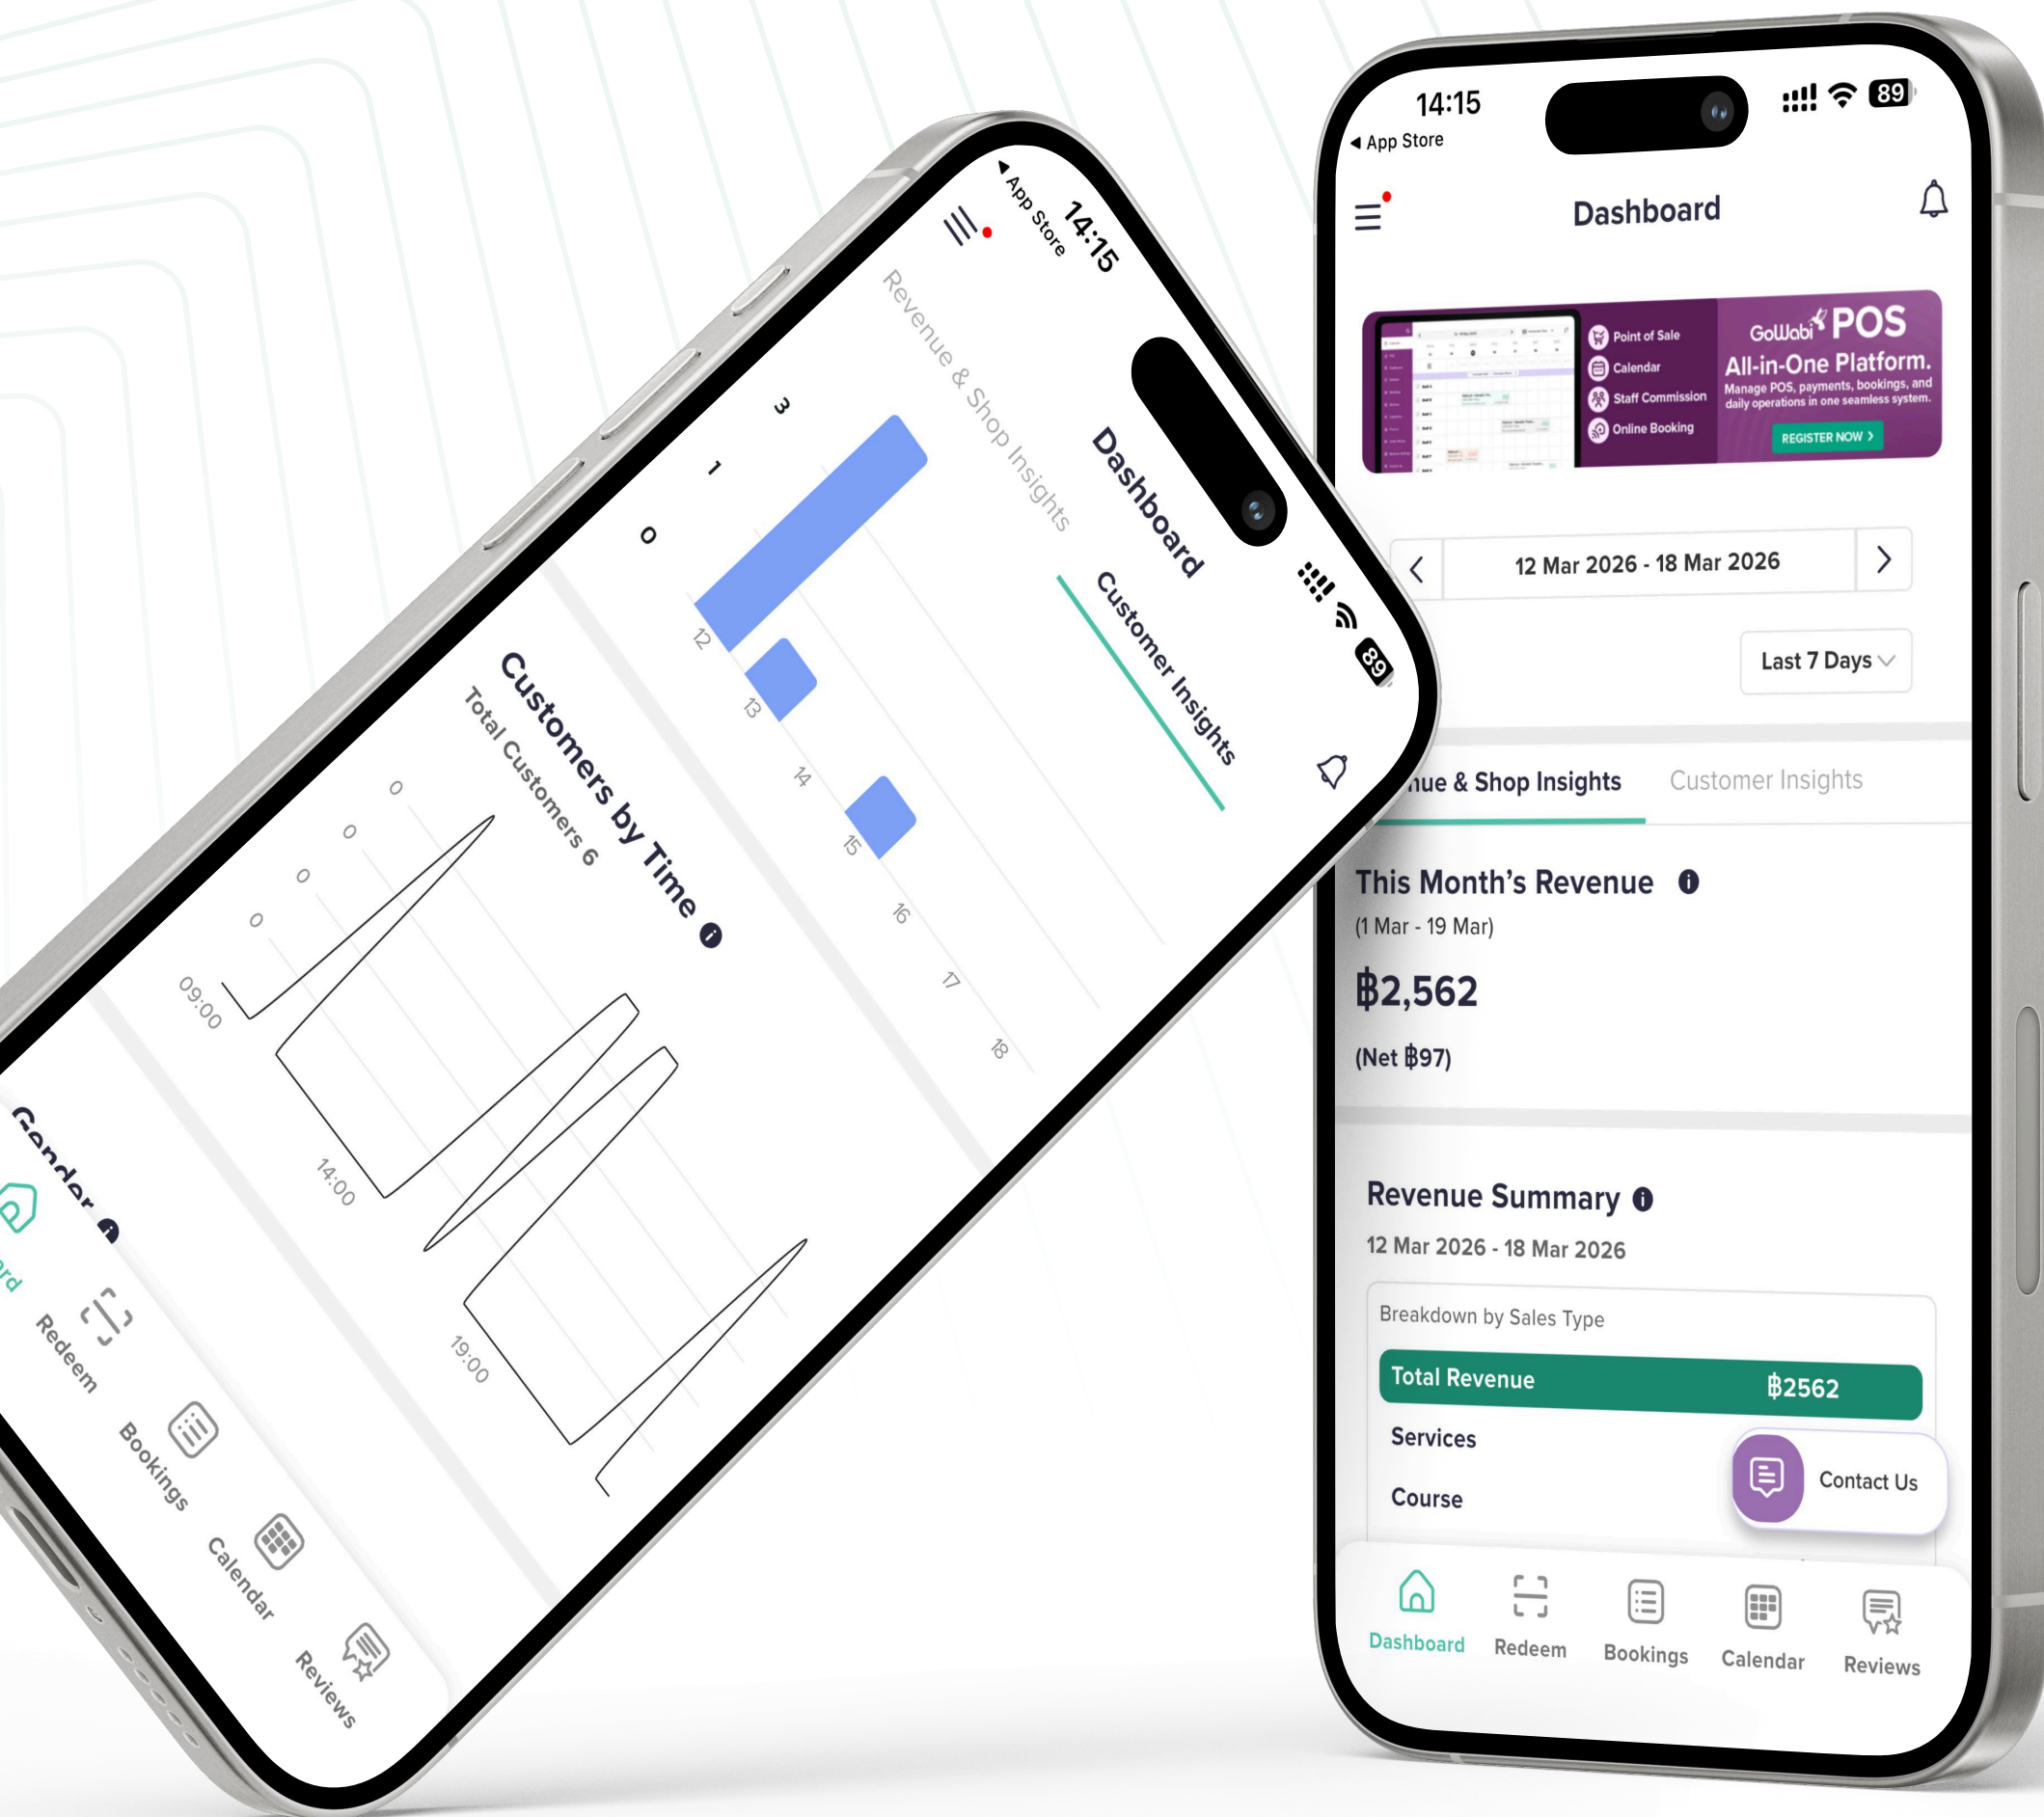 14:15
App Store
Dashboard
89
Revenue & Shop Insights
Customer Insights
3
1
0
12
13
14
15
16
17
18
Customers by Time
Total Customers 6
0
0
0
0
09:00
14:00
19:00
Gender
Redeem
Bookings
Calendar
Reviews
14:15
89
App Store
Dashboard
Point of Sale
Calendar
Staff Commission
Online Booking
GoWabi POS
All-in-One Platform.
Manage POS, payments, bookings, and
daily operations in one seamless system.
REGISTER NOW >
12 Mar 2026 - 18 Mar 2026
Last 7 Days
& Shop Insights
Customer Insights
This Month's Revenue
(1 Mar - 19 Mar)
฿2,562
(Net ฿97)
Revenue Summary
12 Mar 2026 - 18 Mar 2026
Breakdown by Sales Type
Total Revenue ฿2562
Services
Course
Contact Us
Dashboard
Redeem
Bookings
Calendar
Reviews